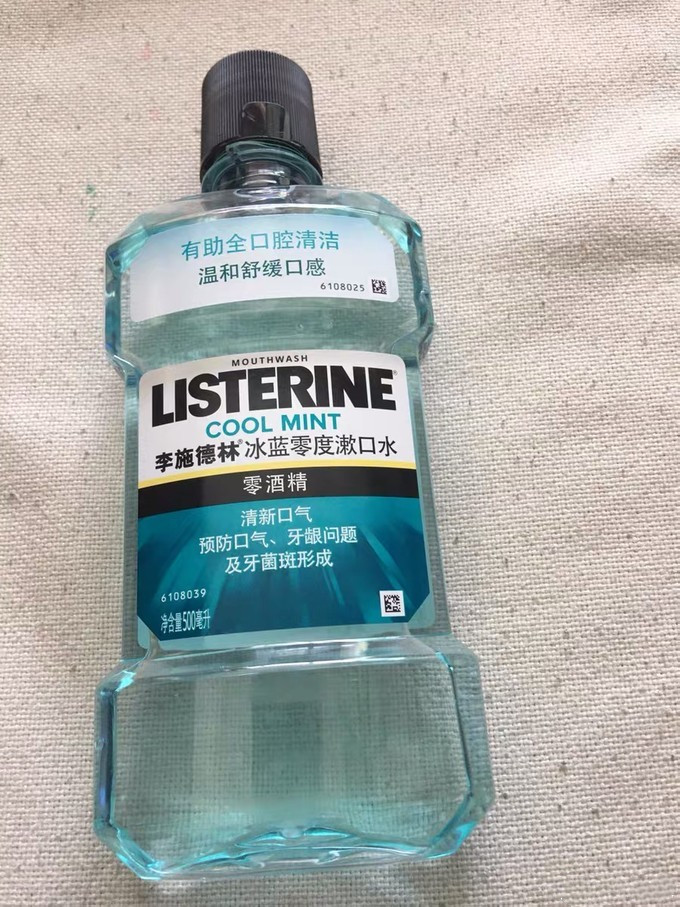 有助全口腔清洁
温和舒缓口感
6108025
MOUTHWASH
LISTERINE®
COOL MINT
李施德林®冰蓝零度漱口水
零酒精
清新口气
预防口气、牙龈问题
及牙菌斑形成
6108039
净含量500毫升